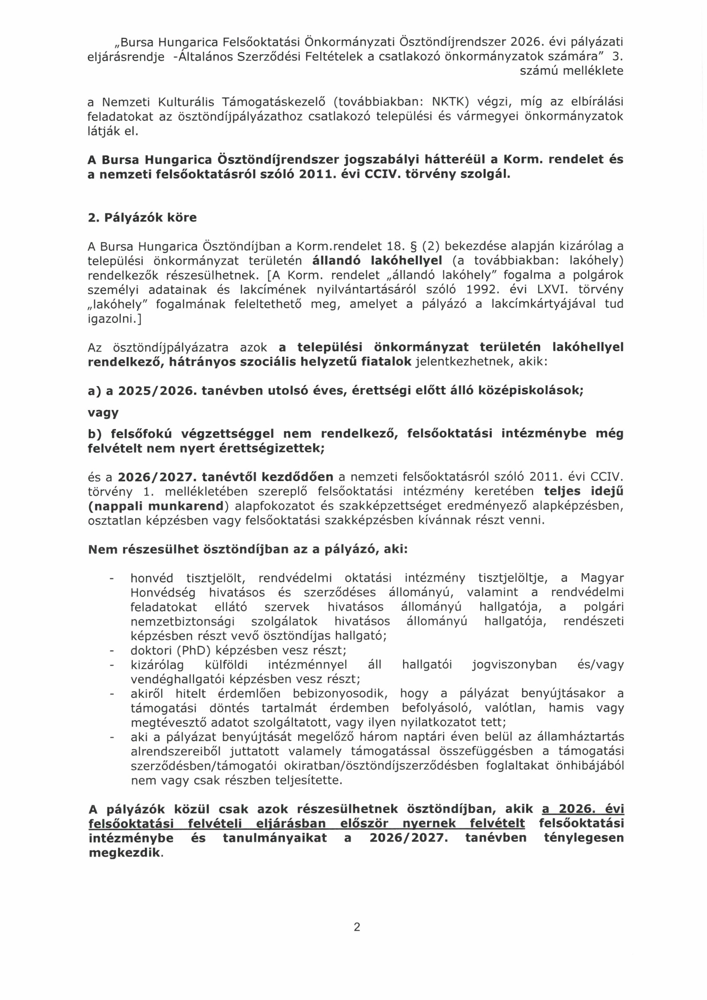 „Bursa Hungarica Felsőoktatási Önkormányzati Ösztöndíjrendszer 2026. évi pályázati
eljárásrendje -Általános Szerződési Feltételek a csatlakozó önkormányzatok számára” 3.
számú melléklete
a Nemzeti Kulturális Támogatáskezelő (továbbiakban: NKTK) végzi, míg az elbírálási
feladatokat az ösztöndíjpályázathoz csatlakozó települési és vármegyei önkormányzatok
látják el.
A Bursa Hungarica Ösztöndíjrendszer jogszabályi hátteréül a Korm. rendelet és
a nemzeti felsőoktatásról szóló 2011. évi CCIV. törvény szolgál.
2. Pályázók köre
A Bursa Hungarica Ösztöndíjban a Korm.rendelet 18. § (2) bekezdése alapján kizárólag a
települési önkormányzat területén állandó lakóhellyel (a továbbiakban: lakóhely)
rendelkezők részesülhetnek. [A Korm. rendelet „állandó lakóhely” fogalma a polgárok
személyi adatainak és lakcímének nyilvántartásáról szóló 1992. évi LXVI. törvény
„lakóhely” fogalmának feleltethető meg, amelyet a pályázó a lakcímkártyájával tud
igazolni.]
Az ösztöndíjpályázatra azok a települési önkormányzat területén lakóhellyel
rendelkező, hátrányos szociális helyzetű fiatalok jelentkezhetnek, akik:
a) a 2025/2026. tanévben utolsó éves, érettségi előtt álló középiskolások;
vagy
b) felsőfokú végzettséggel nem rendelkező, felsőoktatási intézménybe még
felvételt nem nyert érettségizettek;
és a 2026/2027. tanévtől kezdődően a nemzeti felsőoktatásról szóló 2011. évi CCIV.
törvény 1. mellékletében szereplő felsőoktatási intézmény keretében teljes idejű
(nappali munkarend) alapfokozatot és szakképzettséget eredményező alapképzésben,
osztatlan képzésben vagy felsőoktatási szakképzésben kívánnak részt venni.
Nem részesülhet ösztöndíjban az a pályázó, aki:
- honvéd tisztjelölt, rendvédelmi oktatási intézmény tisztjelöltje, a Magyar
Honvédség hivatásos és szerződéses állományú, valamint a rendvédelmi
feladatokat ellátó szervek hivatásos állományú hallgatója, a polgári
nemzetbiztonsági szolgálatok hivatásos állományú hallgatója, rendészeti
képzésben részt vevő ösztöndíjas hallgató;
- doktori (PhD) képzésben vesz részt;
- kizárólag külföldi intézménnyel áll hallgatói jogviszonyban és/vagy
vendéghallgatói képzésben vesz részt;
- akiről hitelt érdemlően bebizonyosodik, hogy a pályázat benyújtásakor a
támogatási döntés tartalmát érdemben befolyásoló, valótlan, hamis vagy
megtévesztő adatot szolgáltatott, vagy ilyen nyilatkozatot tett;
- aki a pályázat benyújtását megelőző három naptári éven belül az államháztartás
alrendszereiből juttatott valamely támogatással összefüggésben a támogatási
szerződésben/támogatói okiratban/ösztöndíjszerződésben foglaltakat önhibájából
nem vagy csak részben teljesítette.
A pályázók közül csak azok részesülhetnek ösztöndíjban, akik a 2026. évi
felsőoktatási felvételi eljárásban először nyernek felvételt felsőoktatási
intézménybe és tanulmányaikat a 2026/2027. tanévben ténylegesen
megkezdik.
2